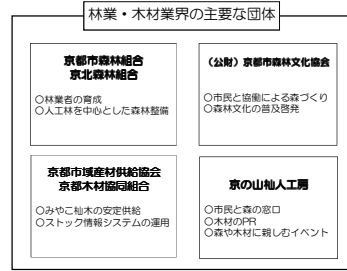 林業・木材業界の主要な団体
京都市森林組合
京北森林組合
○林業者の育成
○人工林を中心とした森林整備
（公財）京都市森林文化協会
○市民と協働による森づくり
○森林文化の普及啓発
京都市域産材供給協会
京都木材協同組合
○みやこ杣木の安定供給
○ストック情報システムの運用
京の山杣人工房
○市民と森の窓口
○木材のPR
○森や木材に親しむイベント